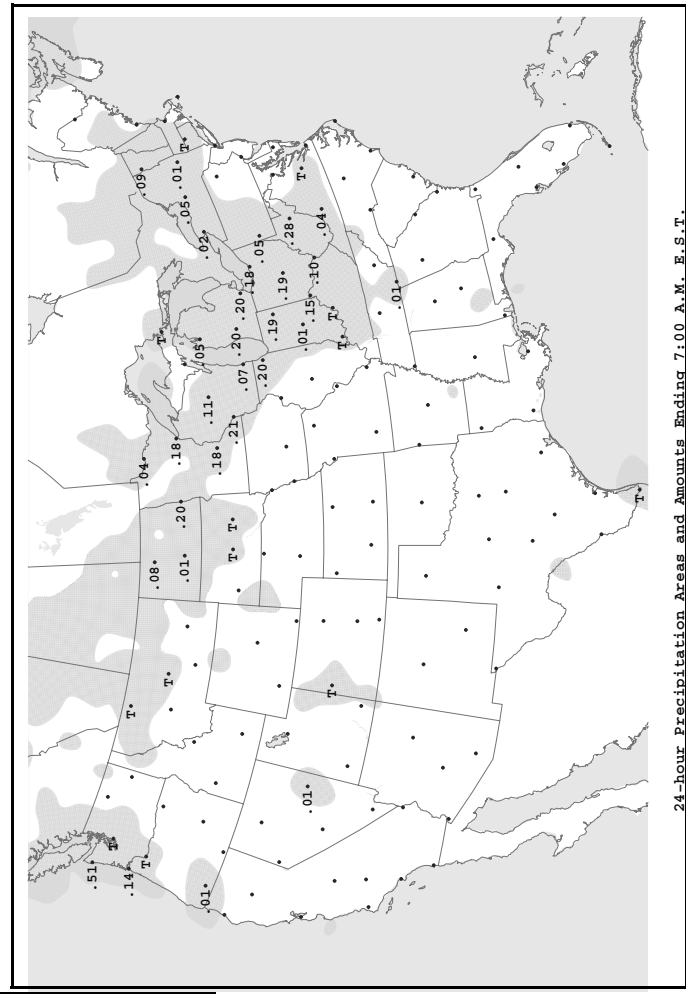 .51
T
.14
T
.09
.04
T
.08
T
T
.18
.01
.20
.01
.05
T
.05
.02
.01
.11
.18
T
T
.21
.20
.20
.07
.18
.05
.20
.19
.19
.28
T
.01
.01
.15
.10
.04
T
T
T
.01
T
24-hour Precipitation Areas and Amounts Ending 7:00 A.M. E.S.T.